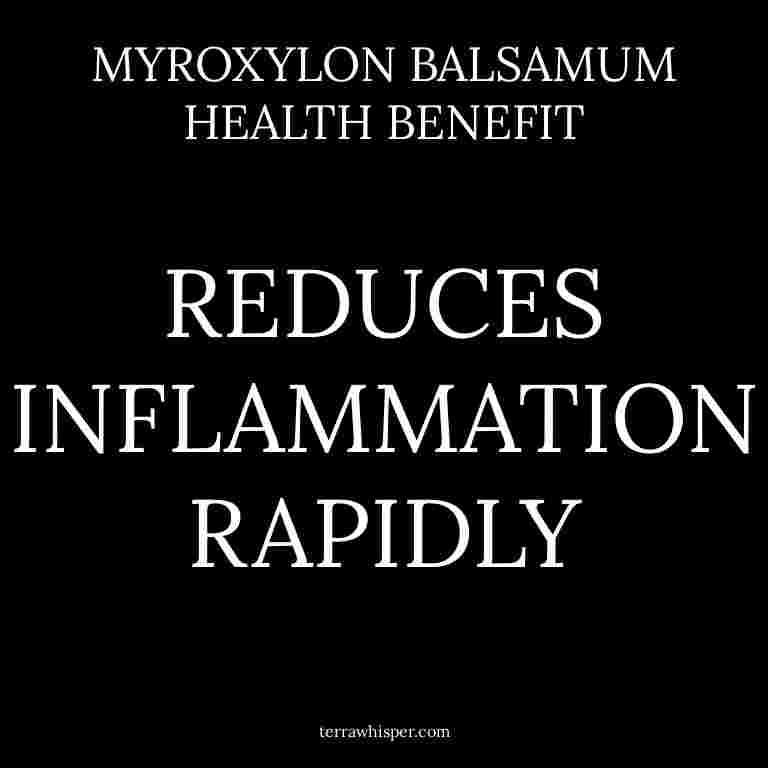 MYROXYLON BALSAMUM
HEALTH BENEFIT
REDUCES
INFLAMMATION
RAPIDLY
terrawhisper.com